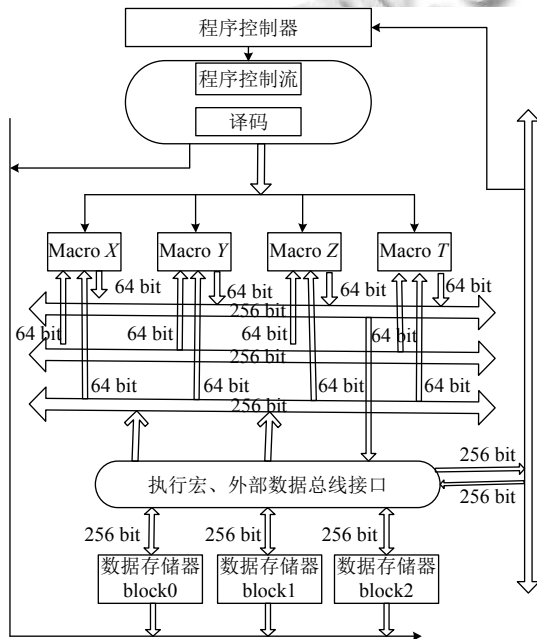 程序控制器
程序控制流
译码
Macro X
Macro Y
Macro Z
Macro T
64 bit
64 bit
64 bit
64 bit
256 bit
64 bit
64 bit
64 bit
64 bit
256 bit
64 bit
64 bit
64 bit
64 bit
256 bit
256 bit
执行宏、外部数据总线接口
256 bit
256 bit
256 bit
256 bit
数据存储器
block0
数据存储器
block1
数据存储器
block2